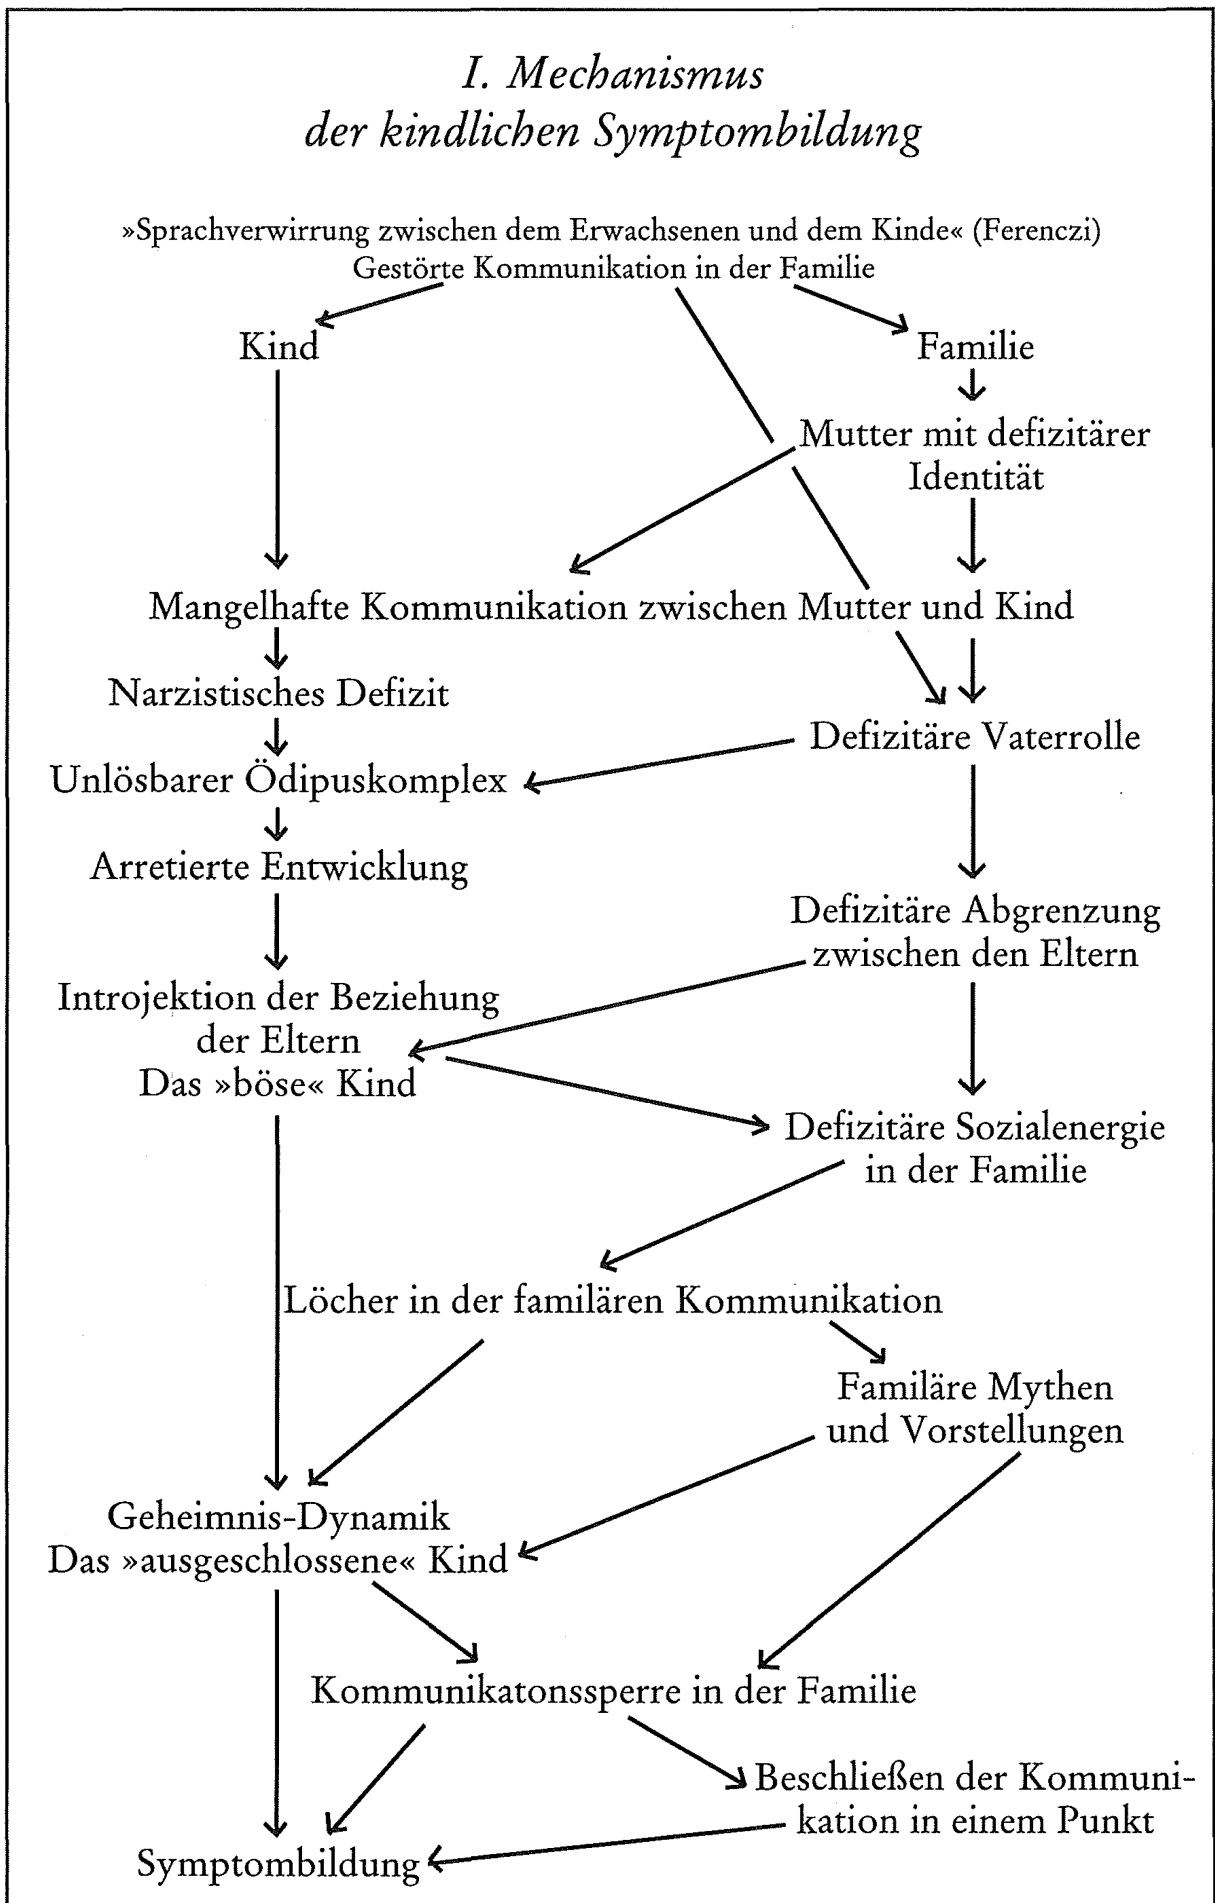 I. Mechanismus
der kindlichen Symptombildung
»Sprachverwirrung zwischen dem Erwachsenen und dem Kinde« (Ferenczi)
Gestörte Kommunikation in der Familie
Kind
Familie
Mutter mit defizitärer
Identität
Mangelhafte Kommunikation zwischen Mutter und Kind
Narzistisches Defizit
Defizitäre Vaterrolle
Unlösbarer Ödipuskomplex
Arretierte Entwicklung
Defizitäre Abgrenzung
zwischen den Eltern
Introjektion der Beziehung
der Eltern
Das »böse« Kind
Defizitäre Sozialenergie
in der Familie
Löcher in der familären Kommunikation
Familäre Mythen
und Vorstellungen
Geheimnis-Dynamik
Das »ausgeschlossene« Kind
Kommunikatonssperre in der Familie
Beschließen der Kommuni-
kation in einem Punkt
Symptombildung